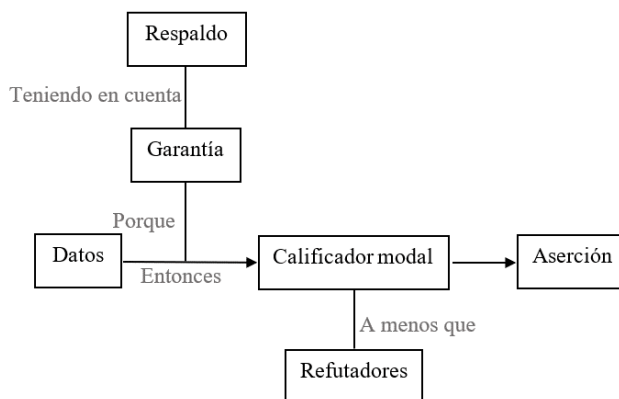 Respaldo
Teniendo en cuenta
Garantía
Porque
Datos
Entonces
Calificador modal
Aserción
A menos que
Refutadores